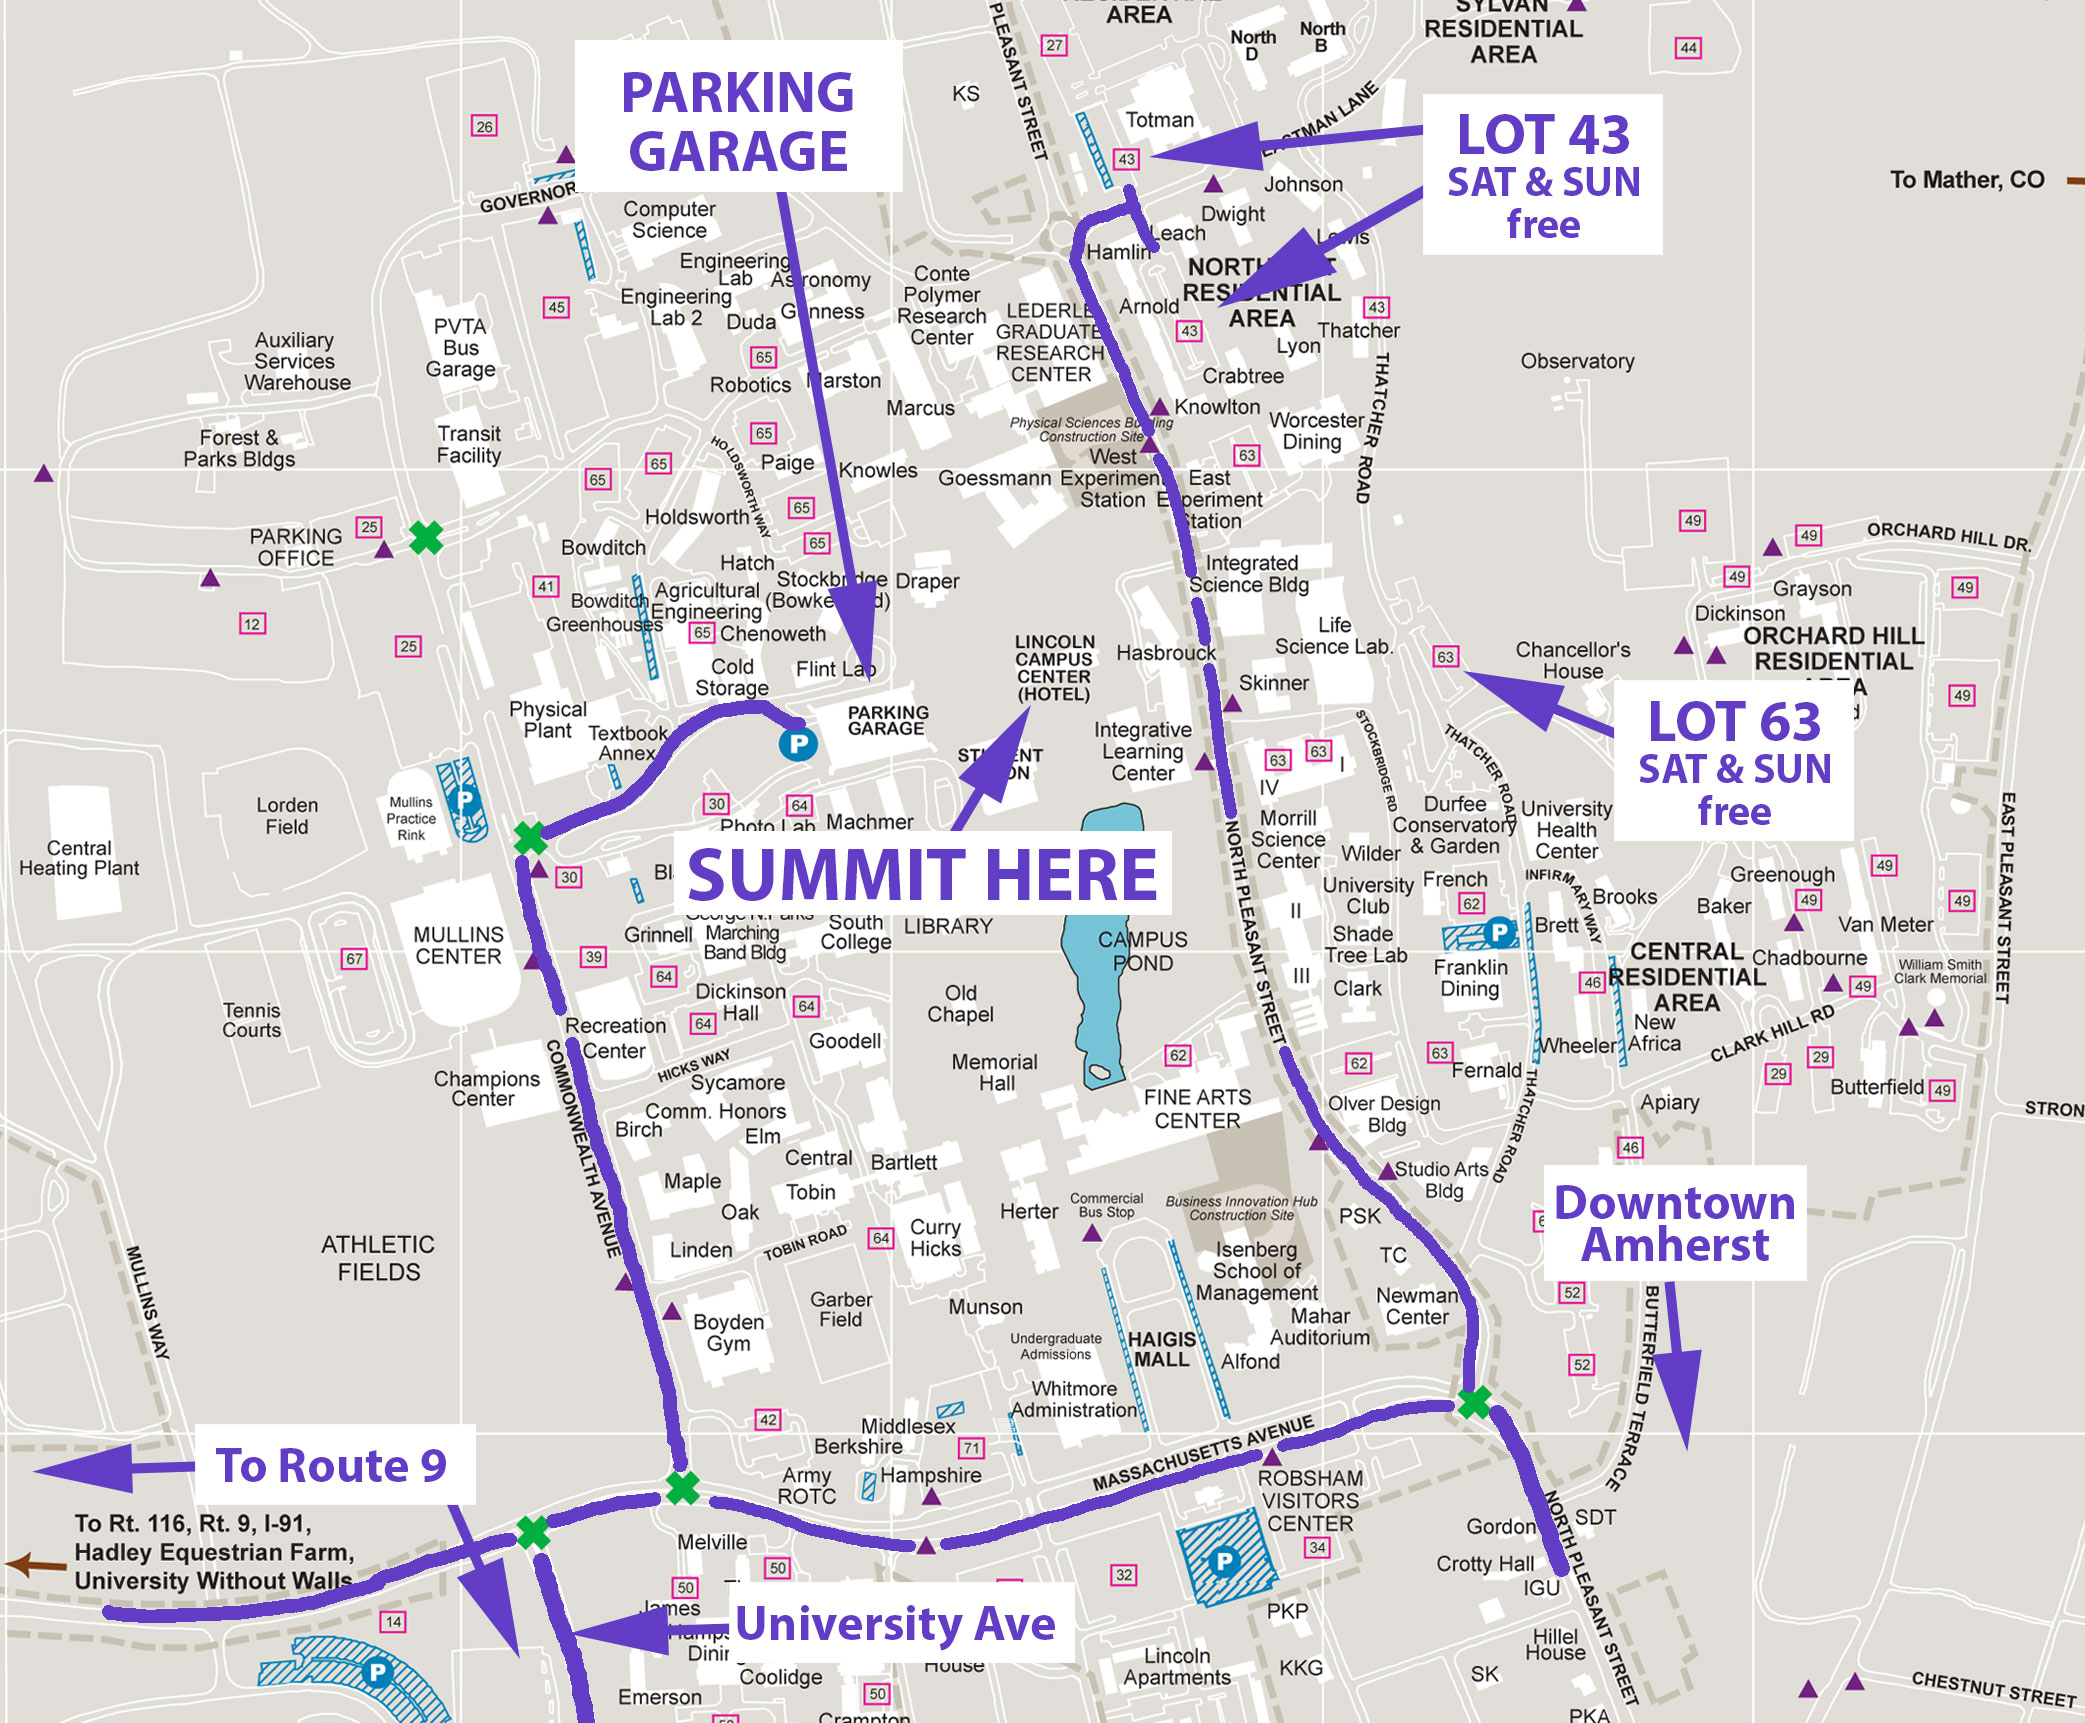 RESIDENTIAL
AREA
SYLVAN
RESIDENTIAL
AREA
PLEASANT STREET
27
North
D
North
B
44
PARKING
GARAGE
KS
26
Totman
EASTMAN LANE
LOT 43
SAT & SUN
free
43
To Mather, CO
GOVERNOR
Computer
Science
Johnson
Dwight
Leach
Lewis
Hamlin
Engineering
Lab
Astronomy
Engineering
Lab 2
Duda
Gunness
45
Conte
Polymer
Research
Center
LEDERLE
GRADUATE
RESEARCH
CENTER
Arnold
NORTHEAST
RESIDENTIAL
AREA
43
43
Thatcher
Lyon
PVTA
Bus
Garage
Auxiliary
Services
Warehouse
65
Robotics
Marston
Marcus
Crabtree
Observatory
THATCHER ROAD
Knowlton
Physical Sciences Building
Construction Site
Worcester
Dining
Forest &
Parks Bldgs
Transit
Facility
HOLDSWORTH WAY
65
Paige
Knowles
65
65
Goessmann
West
Experiment
Station
East
Experiment
Station
63
Holdsworth
65
65
PARKING
OFFICE
25
49
49
ORCHARD HILL DR.
Bowditch
Hatch
Stockbridge
(Bowker Aud)
Draper
Integrated
Science Bldg
41
Bowditch
Greenhouses
Agricultural
Engineering
49
Grayson
49
Dickinson
12
25
65
Chenoweth
LINCOLN
CAMPUS
CENTER
(HOTEL)
Hasbrouck
Life
Science Lab.
63
Chancellor's
House
ORCHARD HILL
RESIDENTIAL
AREA
Cold
Storage
Flint Lab
Skinner
49
Physical
Plant
Textbook
Annex
P
PARKING
GARAGE
STUDENT
UNION
Integrative
Learning
Center
STOCKBRIDGE RD
THATCHER ROAD
LOT 63
SAT & SUN
free
63
63
I
IV
Lorden
Field
Mullins
Practice
Rink
P
30
64
Photo Lab
Machmer
Morrill
Science
Center
Durfee
Conservatory
& Garden
University
Health
Center
EAST PLEASANT STREET
Central
Heating Plant
30
SUMMIT HERE
Wilder
University
Club
French
INFIRMARY WAY
Brooks
Greenough
49
Baker
49
49
62
Van Meter
MULLINS
CENTER
Grinnell
George N. Parks
Marching
Band Bldg
South
College
LIBRARY
CAMPUS
POND
NORTH PLEASANT STREET
II
III
Shade
Tree Lab
P
Brett
CENTRAL
RESIDENTIAL
AREA
Chadbourne
William Smith
Clark Memorial
67
39
64
Clark
Franklin
Dining
46
49
Tennis
Courts
Dickinson
Hall
64
64
Old
Chapel
Recreation
Center
Goodell
Wheeler
New
Africa
CLARK HILL RD
HICKS WAY
Memorial
Hall
62
62
63
Fernald
29
29
Butterfield
49
Champions
Center
Sycamore
COMMONWEALTH AVENUE
Comm. Honors
Birch
Elm
FINE ARTS
CENTER
Olver Design
Bldg
THATCHER ROAD
Apiary
STRON
46
Central
Bartlett
Maple
Tobin
Studio Arts
Bldg
Downtown
Amherst
Oak
Herter
Commercial
Bus Stop
Business Innovation Hub
Construction Site
PSK
ATHLETIC
FIELDS
MULLINS WAY
Linden
TOBIN ROAD
64
Curry
Hicks
Isenberg
School of
Management
TC
Newman
Center
52
Boyden
Gym
Garber
Field
Munson
Mahar
Auditorium
BUTTERFIELD TERRACE
Undergraduate
Admissions
HAIGIS
MALL
Alfond
52
Whitmore
Administration
42
Middlesex
Berkshire
71
MASSACHUSETTS AVENUE
To Route 9
Army
ROTC
Hampshire
ROBSHAM
VISITORS
CENTER
To Rt. 116, Rt. 9, I-91,
Hadley Equestrian Farm,
University Without Walls
Melville
Gordon
SDT
34
Crotty Hall
IGU
NORTH PLEASANT STREET
50
50
32
P
14
James
University Ave
PKP
Hillel
House
P
Coolidge
House
Lincoln
Apartments
KKG
SK
Emerson
50
Crampton
PKA
CHESTNUT STREET